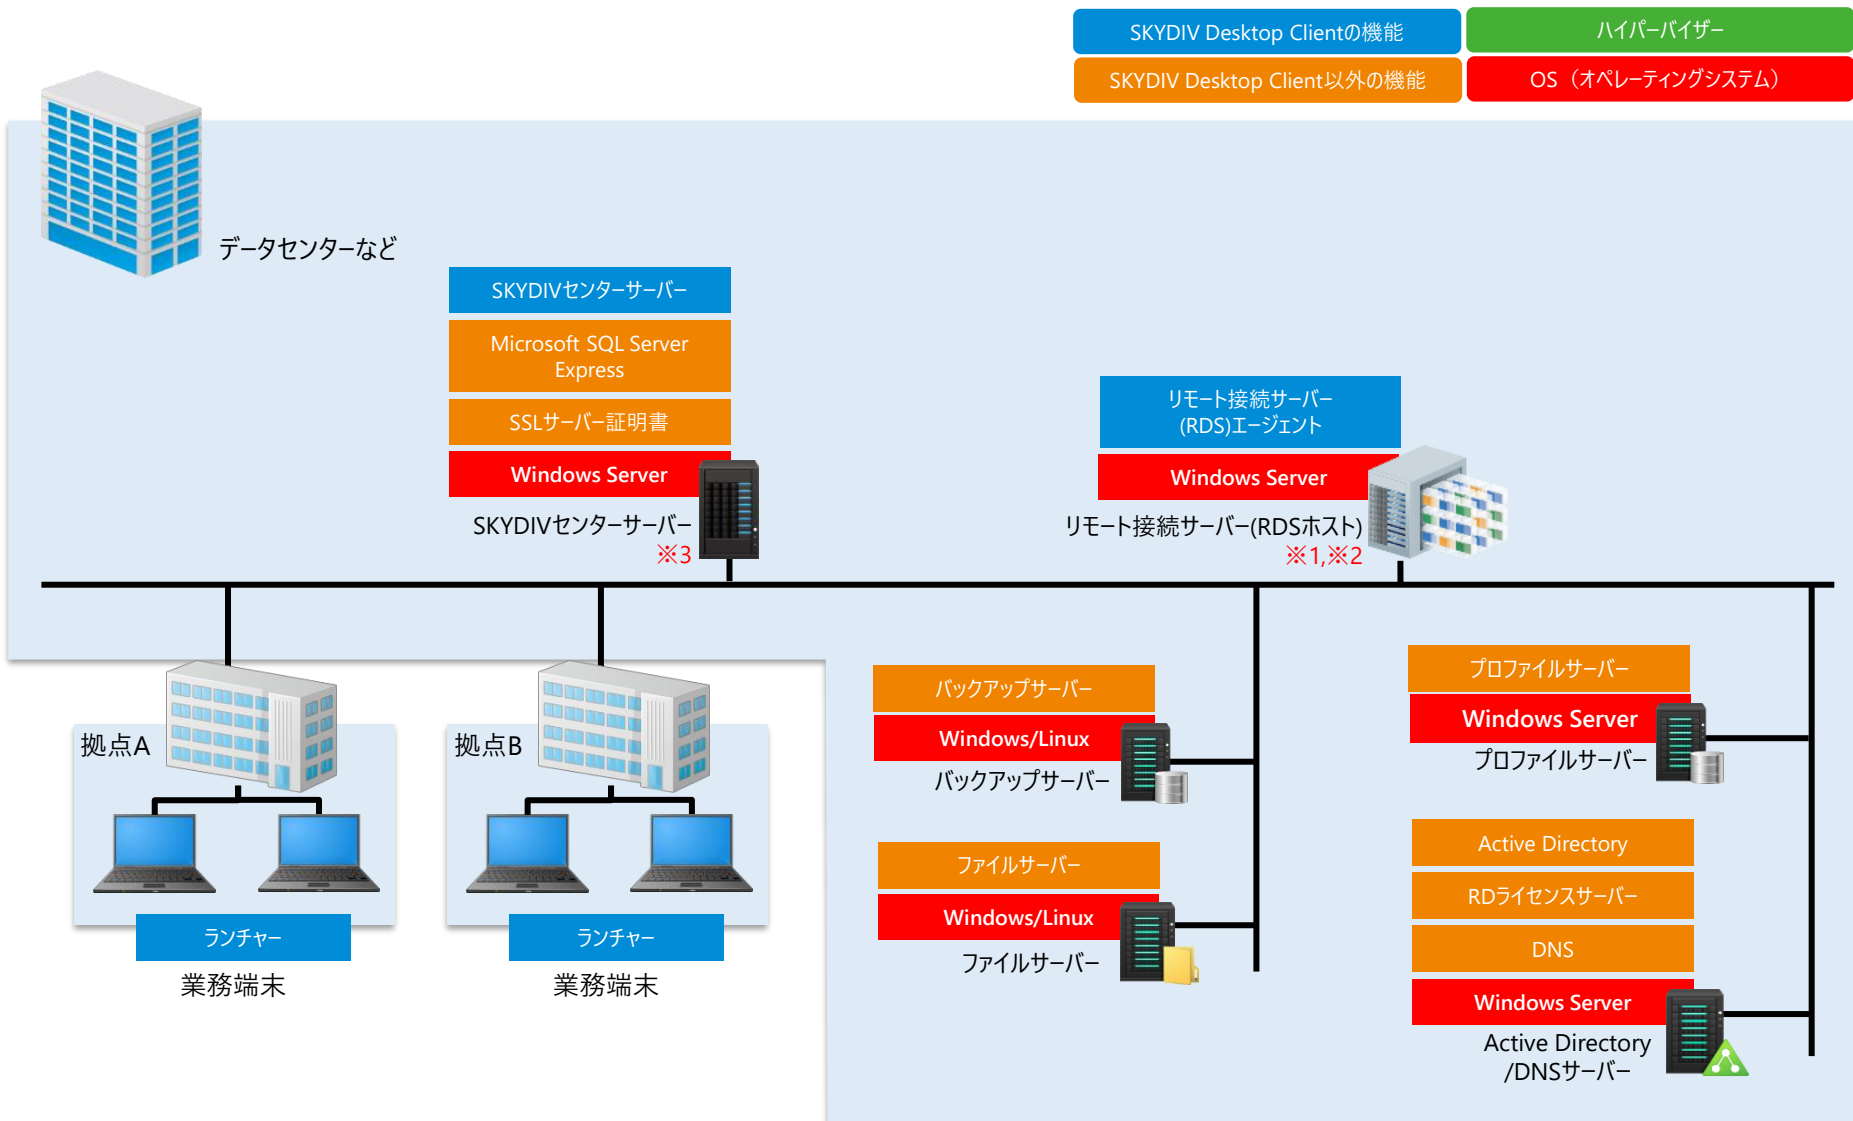 SKYDIV Desktop Clientの機能
ハイパーバイザー
SKYDIV Desktop Client以外の機能
OS（オペレーティングシステム）
データセンターなど
SKYDIVセンターサーバー
Microsoft SQL Server
Express
SSLサーバー証明書
Windows Server
SKYDIVセンターサーバー
※3
リモート接続サーバー
(RDS)エージェント
Windows Server
リモート接続サーバー(RDSホスト)
※1,※2
拠点A
ランチャー
業務端末
拠点B
ランチャー
業務端末
バックアップサーバー
Windows/Linux
バックアップサーバー
ファイルサーバー
Windows/Linux
ファイルサーバー
プロファイルサーバー
Windows Server
プロファイルサーバー
Active Directory
RDライセンスサーバー
DNS
Windows Server
Active Directory
/DNSサーバー